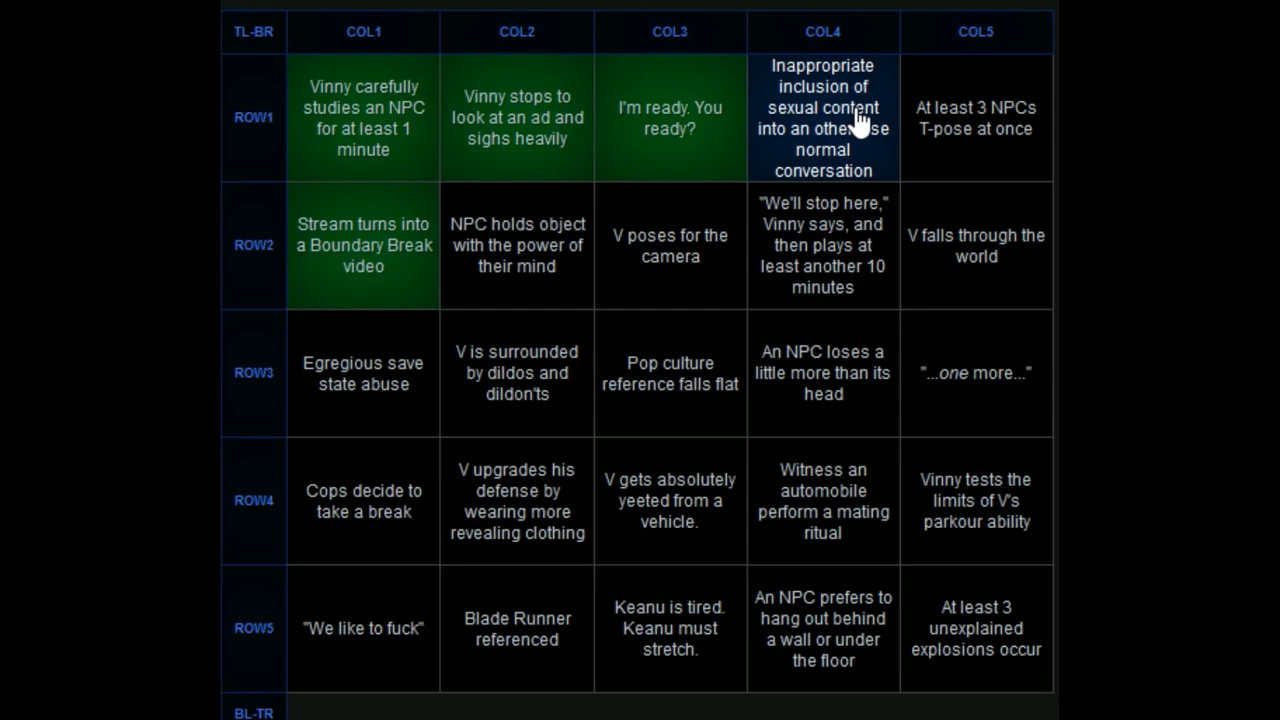 TL-BR COL1 COL2 COL3 COL4 COL5
ROW1
Vinny carefully
studies an NPC
for at least 1
minute
Vinny stops to
look at an ad and
sighs heavily
I'm ready. You
ready?
Inappropriate
inclusion of
sexual content
into an otherwise
normal
conversation
At least 3 NPCs
T-pose at once
ROW2
Stream turns into
a Boundary Break
video
NPC holds object
with the power of
their mind
V poses for the
camera
"We'll stop here,"
Vinny says, and
then plays at
least another 10
minutes
V falls through the
world
ROW3
Egregious save
state abuse
V is surrounded
by dildos and
dildon'ts
Pop culture
reference falls flat
An NPC loses a
little more than its
head
"...one more..."
ROW4
Cops decide to
take a break
V upgrades his
defense by
wearing more
revealing clothing
V gets absolutely
yeeted from a
vehicle.
Witness an
automobile
perform a mating
ritual
Vinny tests the
limits of V's
parkour ability
ROW5
"We like to fuck"
Blade Runner
referenced
Keanu is tired.
Keanu must
stretch.
An NPC prefers to
hang out behind
a wall or under
the floor
At least 3
unexplained
explosions occur
BL-TR